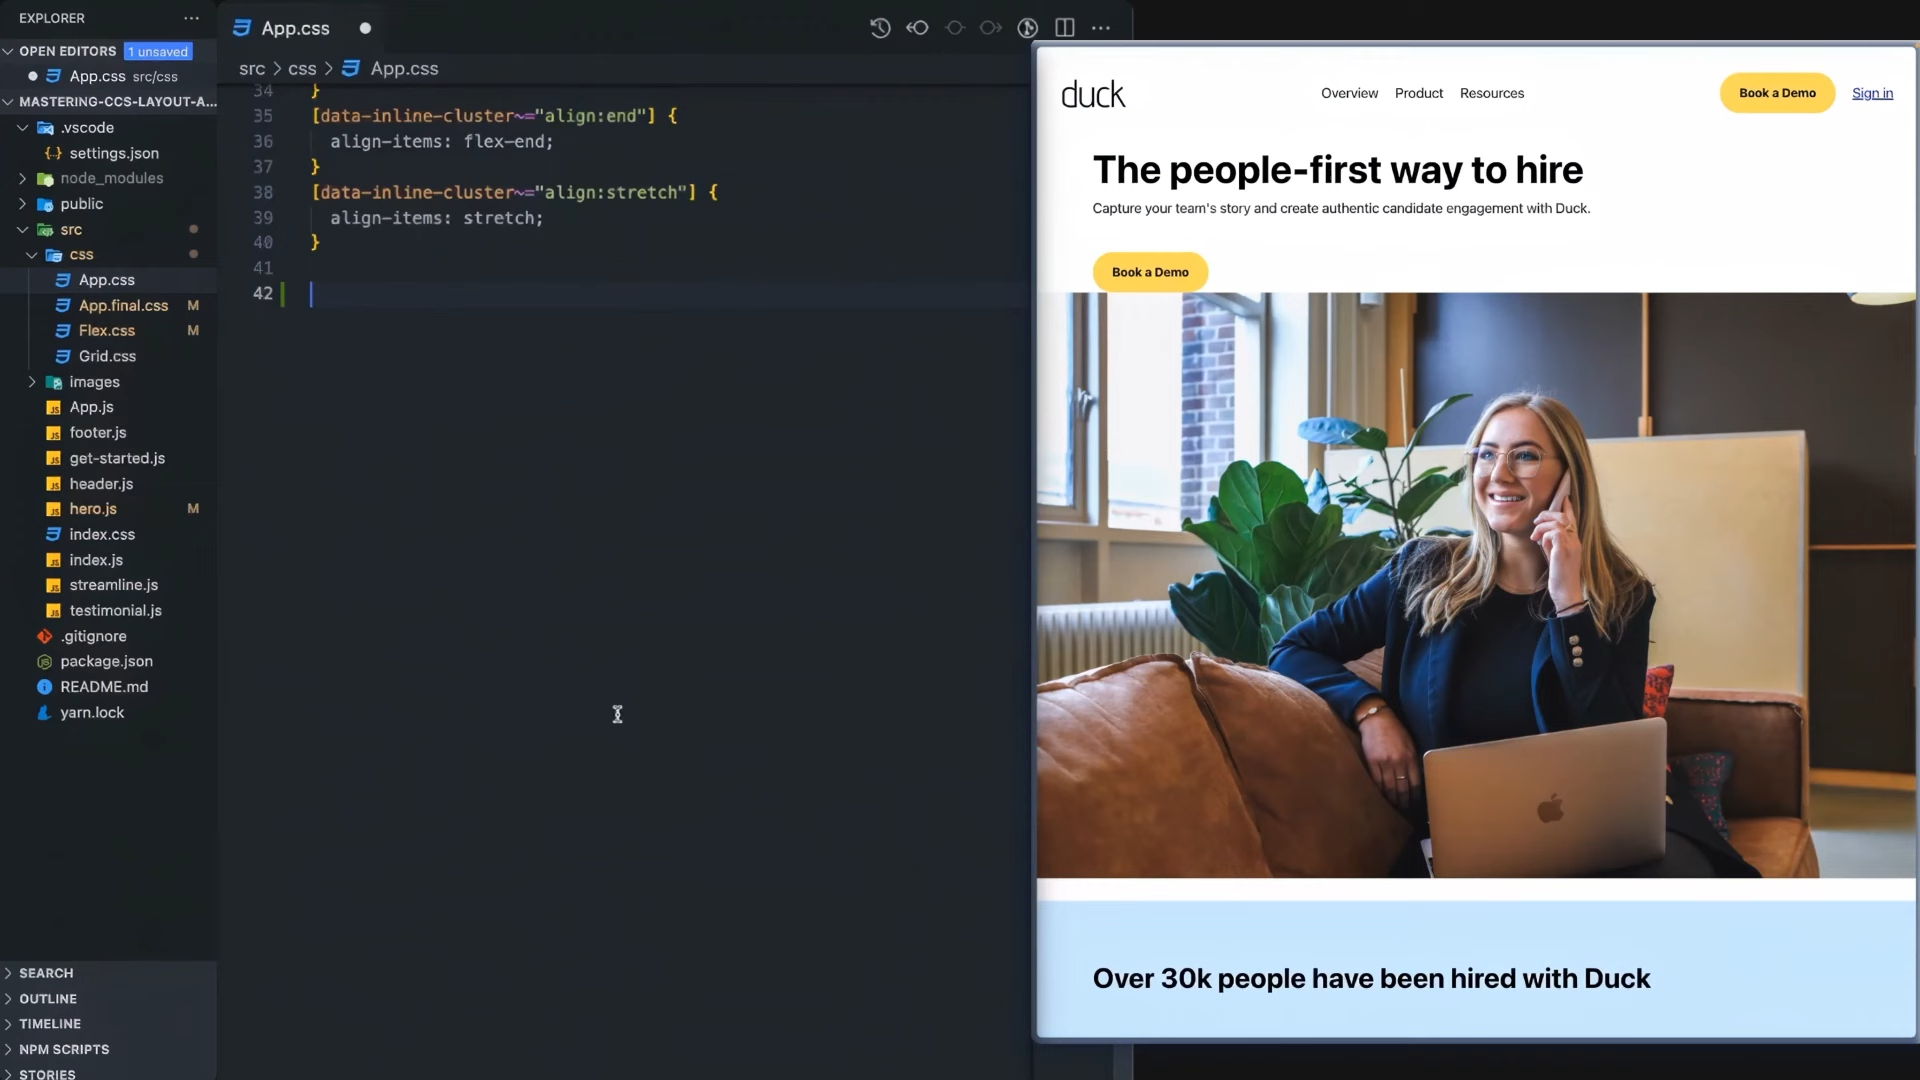 EXPLORER
OPEN EDITORS 1 unsaved
App.css src/css
MASTERING-CCS-LAYOUT-A...
.vscode
settings.json
node_modules
public
src
css
App.css
App.final.css M
Flex.css M
Grid.css
images
App.js
footer.js
get-started.js
header.js
hero.js M
index.css
index.js
streamline.js
testimonial.js
.gitignore
package.json
README.md
yarn.lock
SEARCH
OUTLINE
TIMELINE
NPM SCRIPTS
STORIES
App.css
src > css > App.css
34 }
35 [data-inline-cluster~="align:end"] {
36 align-items: flex-end;
37 }
38 [data-inline-cluster~="align:stretch"] {
39 align-items: stretch;
40 }
41
42
duck
Overview Product Resources
Book a Demo Sign in
The people-first way to hire
Capture your team's story and create authentic candidate engagement with Duck.
Book a Demo
Over 30k people have been hired with Duck